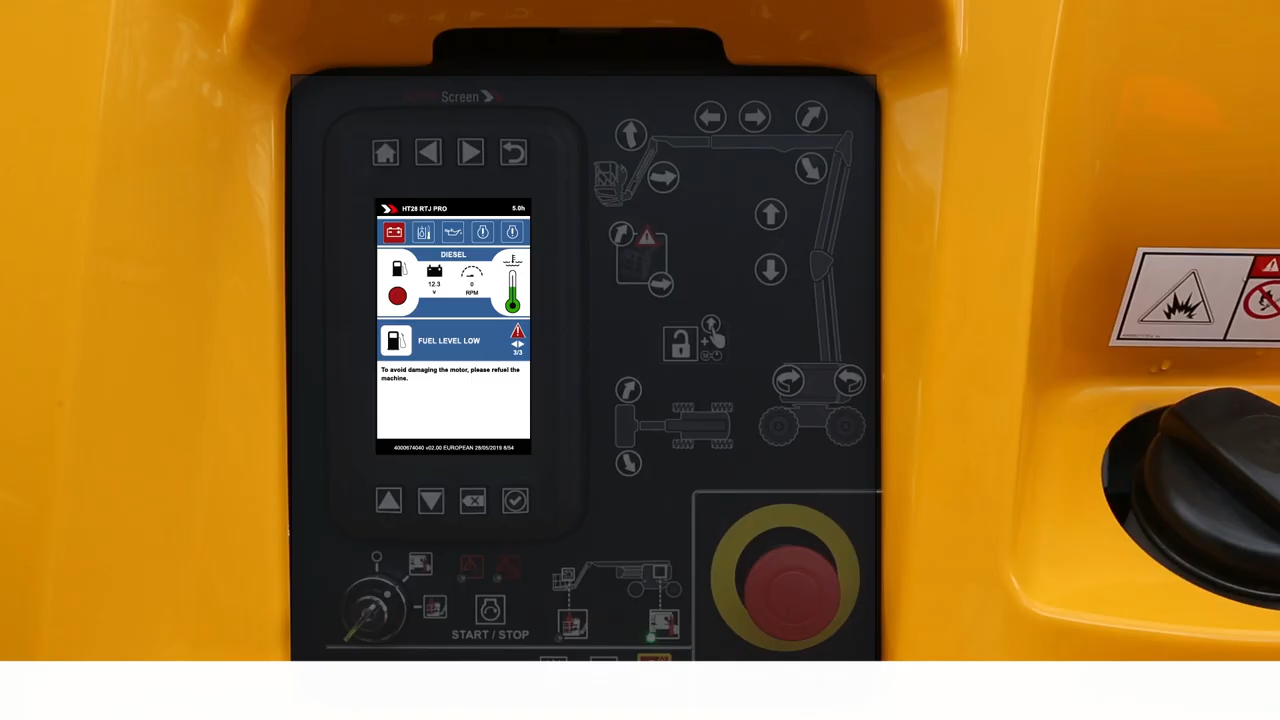 Screen
HT28 RTJ PRO
5.0h
DIESEL
12.3
V
0
RPM
FUEL LEVEL LOW
3/3
To avoid damaging the motor, please refuel the
machine.
4000674040 v02.00 EUROPEAN 28/05/2019 8/54
START / STOP